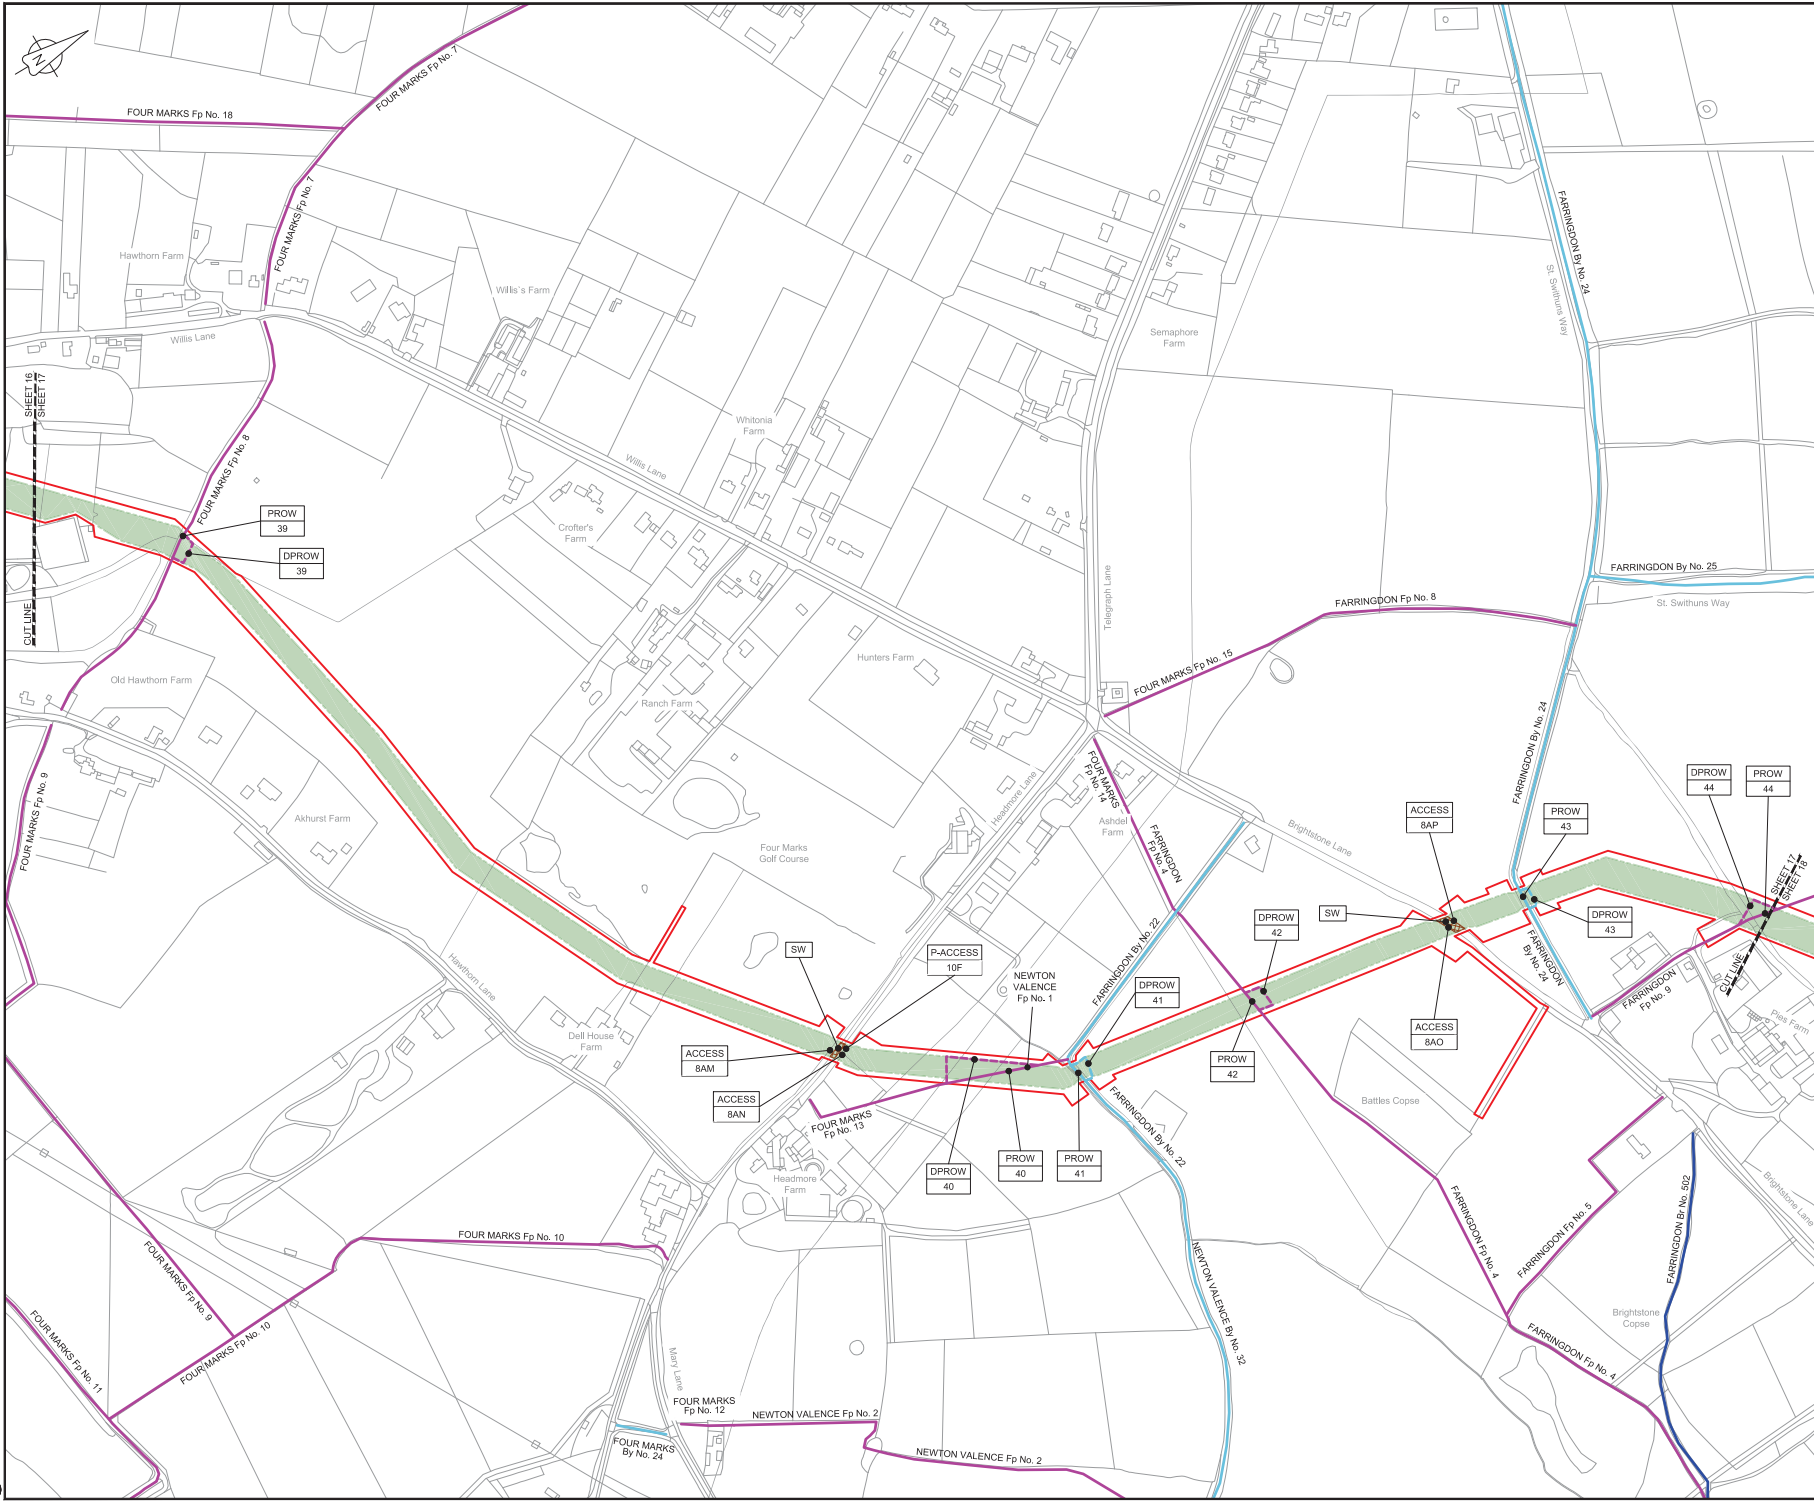 N
FOUR MARKS Fp No. 7
FOUR MARKS Fp No. 18
FOUR MARKS Fp No. 7
Hawthorn Farm
Willis's Farm
Willis Lane
SHEET 16
SHEET 17
CUT LINE
FOUR MARKS Fp No. 8
PROW
39
DPROW
39
Semaphore
Farm
FARRINGDON By No. 24
St. Swithuns Way
Whitonia
Farm
Willis Lane
Crofter's
Farm
Telegraph Lane
FARRINGDON By No. 25
St. Swithuns Way
FARRINGDON Fp No. 8
FOUR MARKS Fp No. 15
Hunters Farm
Old Hawthorn Farm
Ranch Farm
FOUR MARKS Fp No. 9
Akhurst Farm
Four Marks
Golf Course
Headmore Lane
FOUR MARKS
Fp No. 14
Ashdel
Farm
FARRINGDON
Fp No. 4
Brightstone Lane
FARRINGDON By No. 24
ACCESS
8AP
PROW
43
DPROW
44
PROW
44
SHEET 17
SHEET 18
CUT LINE
SW
DPROW
43
DPROW
42
FARRINGDON By No. 22
Hawthorn Lane
SW
P-ACCESS
10F
NEWTON
VALENCE
Fp No. 1
DPROW
41
FARRINGDON
By No. 24
FARRINGDON
Fp No. 9
Pies Farm
ACCESS
8AO
Dell House
Farm
ACCESS
8AM
ACCESS
8AN
PROW
42
Battles Copse
FOUR MARKS
Fp No. 13
FARRINGDON By No. 22
DPROW
40
PROW
40
PROW
41
Headmore
Farm
FARRINGDON Fp No. 4
FARRINGDON Fp No. 5
FARRINGDON Br No. 502
Brightstone Lane
FOUR MARKS Fp No. 10
FOUR MARKS Fp No. 9
NEWTON VALENCE By No. 32
Brightstone
Copse
FOUR MARKS Fp No. 11
FOUR MARKS Fp No. 10
FARRINGDON Fp No. 4
Mary Lane
FOUR MARKS
Fp No. 12
NEWTON VALENCE Fp No. 2
FOUR MARKS
By No. 24
NEWTON VALENCE Fp No. 2